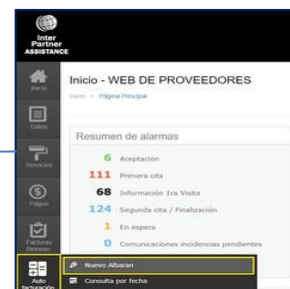 Inter
Partner
ASSISTANCE
Inicio
Inicio - WEB DE PROVEEDORES
Inicio › Página Principal
Datos
Resumen de alarmas
Servicios
6 Aceptación
111 Primera cita
Pagos
68 Información 1ra Visita
124 Segunda cita / Finalización
1 En espera
Facturas
Retorno
0 Comunicaciones incidencias pendientes
Nuevo Albaran
Auto
facturación
Consulta por fecha